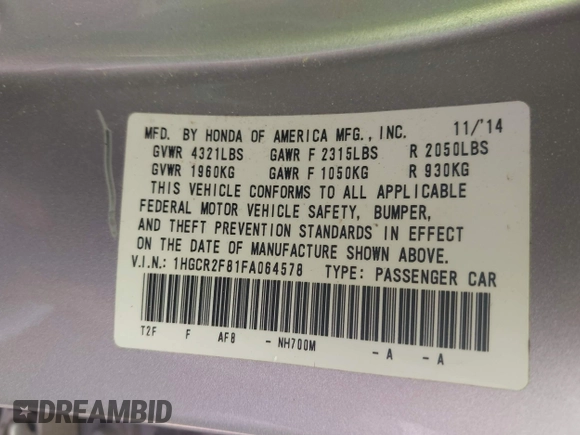 MFD. BY HONDA OF AMERICA MFG., INC. 11/'14
GVWR 4321LBS GAWR F 2315LBS R 2050LBS
GVWR 1960KG GAWR F 1050KG R 930KG
THIS VEHICLE CONFORMS TO ALL APPLICABLE
FEDERAL MOTOR VEHICLE SAFETY, BUMPER,
AND THEFT PREVENTION STANDARDS IN EFFECT
ON THE DATE OF MANUFACTURE SHOWN ABOVE.
V.I.N.: 1HGCR2F81FA064578 TYPE: PASSENGER CAR
T2F F AF8 - NH700M - A - A
DREAMBID